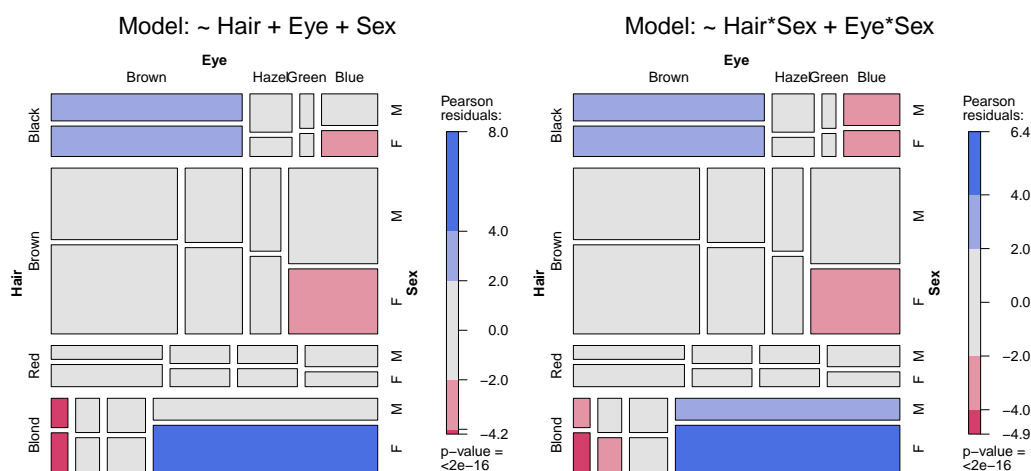 Model: ~ Hair + Eye + Sex
Eye
Brown Hazel Green Blue
Hair
Black
Brown
Red
Blond
Sex
M
F
M
F
M
F
M
F
Pearson
residuals:
8.0
4.0
2.0
0.0
−2.0
−4.2
p-value =
<2e-16
Model: ~ Hair*Sex + Eye*Sex
Eye
Brown Hazel Green Blue
Hair
Black
Brown
Red
Blond
Sex
M
F
M
F
M
F
M
F
Pearson
residuals:
6.4
4.0
2.0
0.0
−2.0
−4.0
−4.9
p-value =
<2e-16